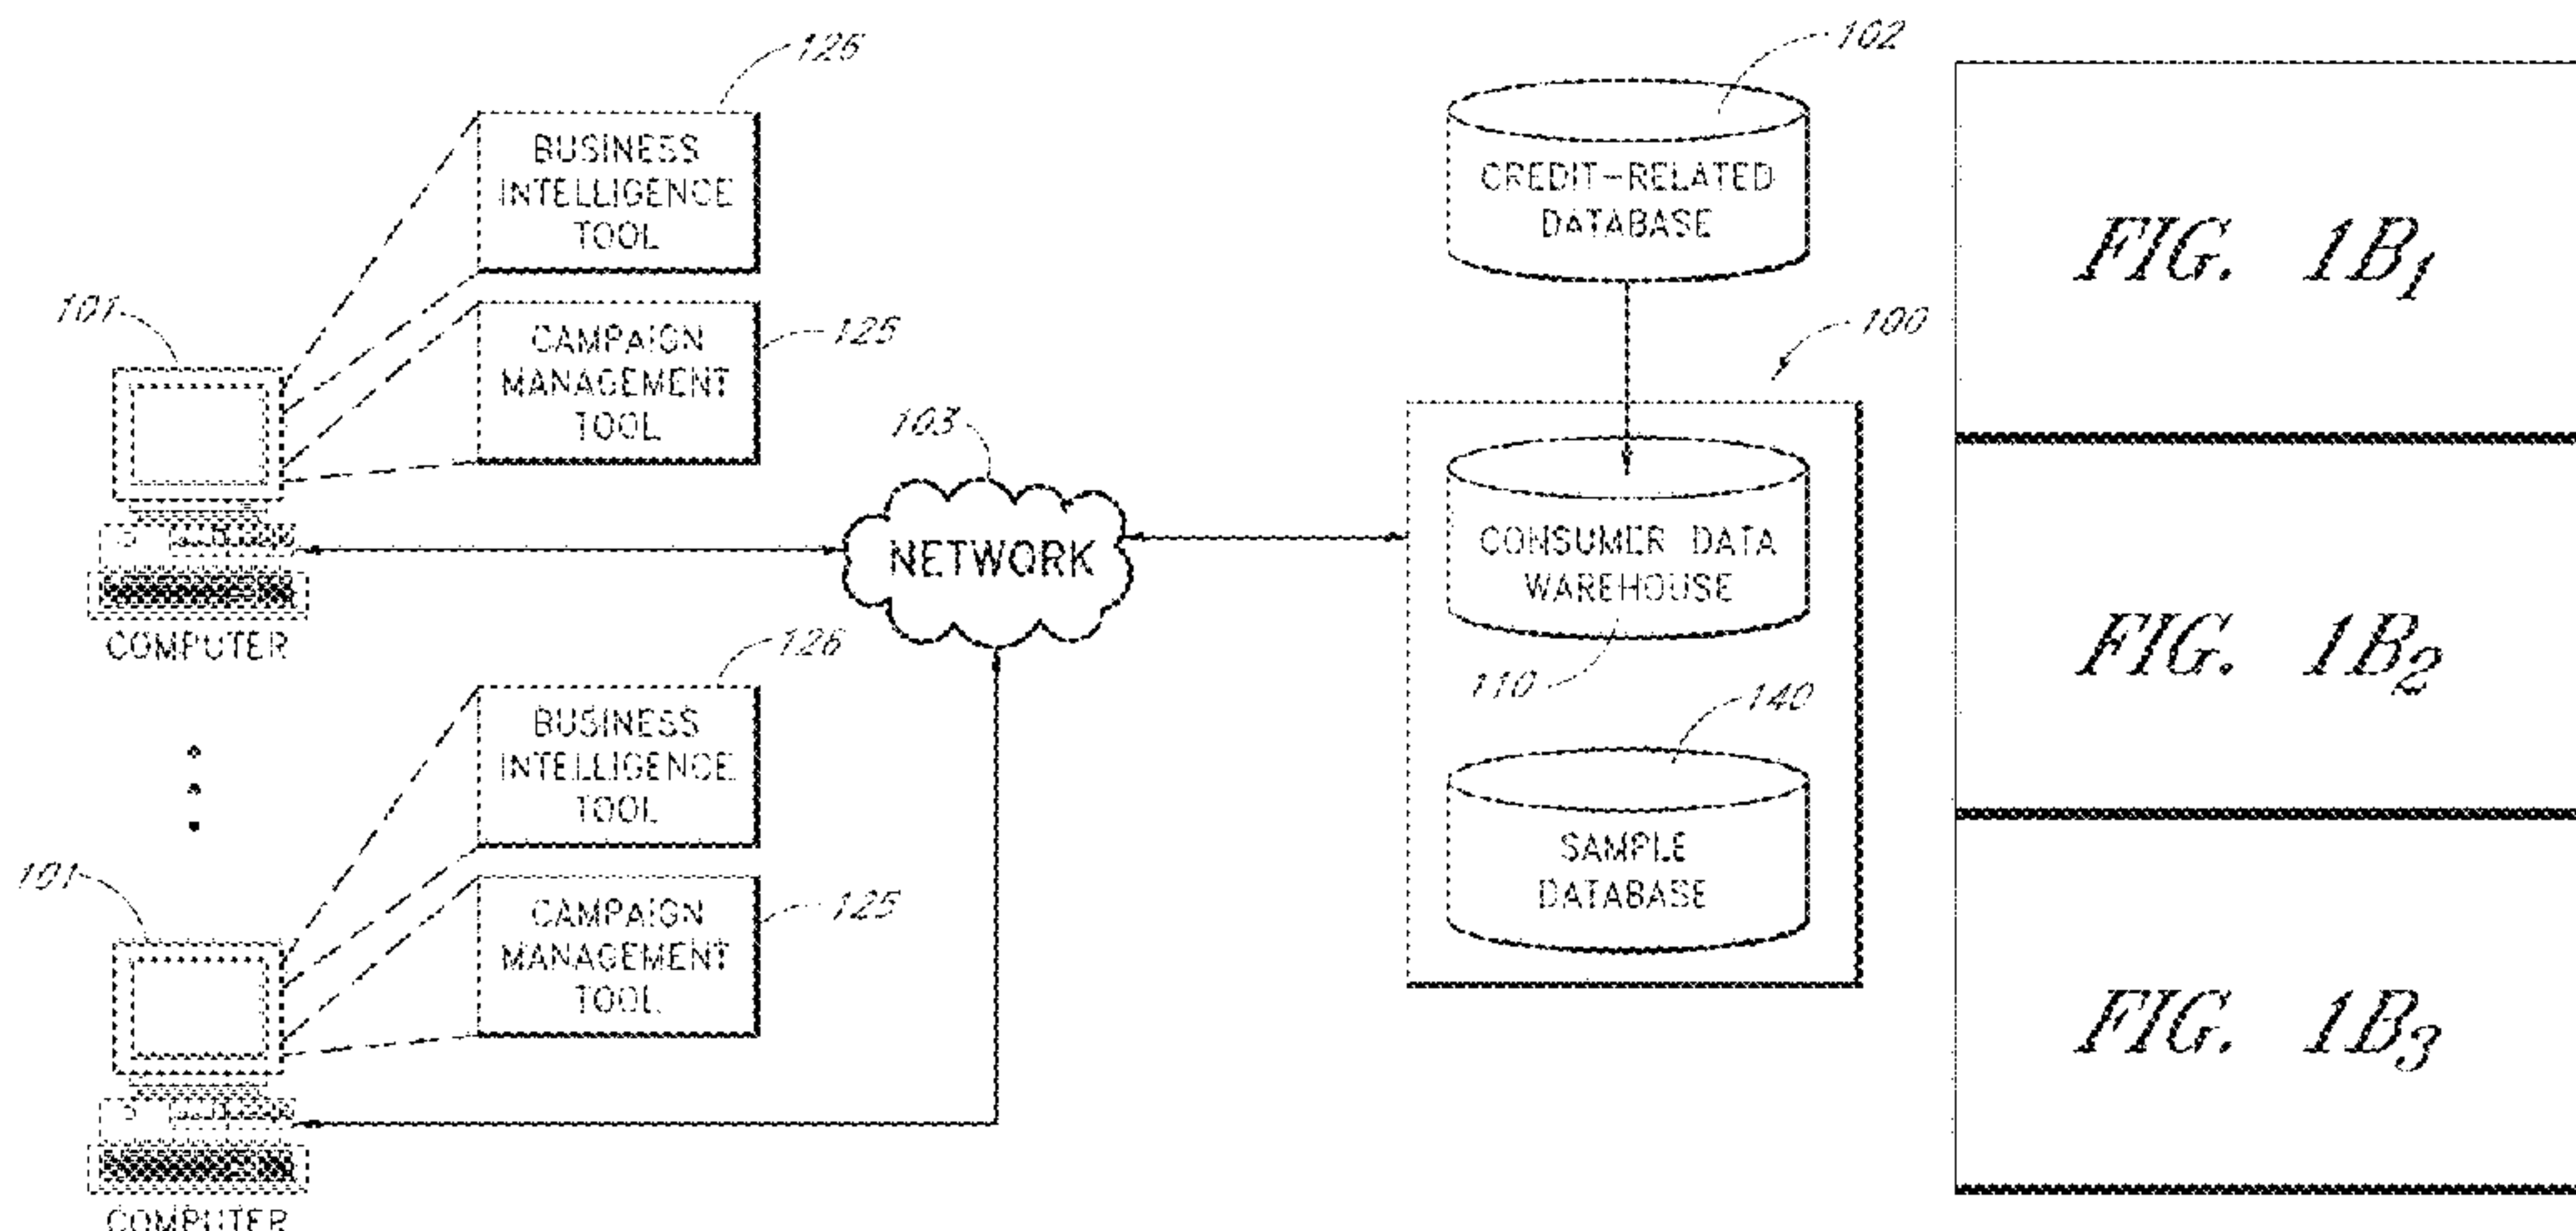 126
BUSINESS
INTELLIGENCE
TOOL
101
CAMPAIGN
MANAGEMENT
TOOL
125
COMPUTER
103
NETWORK
102
CREDIT-RELATED
DATABASE
100
CONSUMER DATA
WAREHOUSE
110
140
SAMPLE
DATABASE
126
BUSINESS
INTELLIGENCE
TOOL
101
CAMPAIGN
MANAGEMENT
TOOL
125
COMPUTER
FIG. 1B1
FIG. 1B2
FIG. 1B3